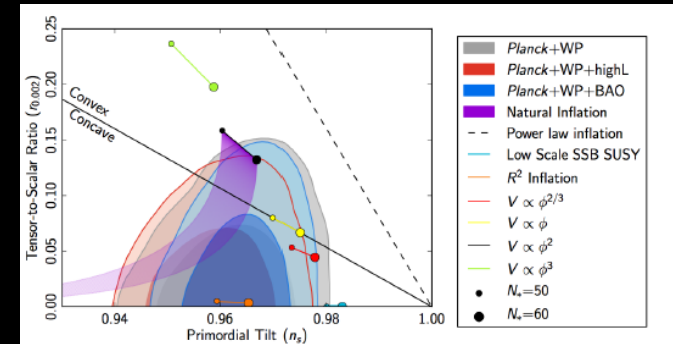 Tensor-to-Scalar Ratio (r0.002)
0.25
0.20
0.15
0.10
0.05
0.00
Convex
Concave
0.94
0.96
0.98
1.00
Primordial Tilt (ns)
Planck+WP
Planck+WP+highL
Planck+WP+BAO
Natural Inflation
Power law inflation
Low Scale SSB SUSY
R² Inflation
V ∝ ϕ^2/3
V ∝ ϕ
V ∝ ϕ²
V ∝ ϕ³
N*=50
N*=60